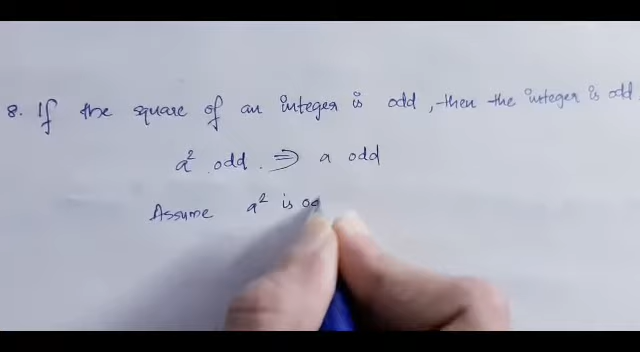 8. If the square of an integer is odd, then the integer is odd
a² odd. ⇒ a odd
Assume a² is od